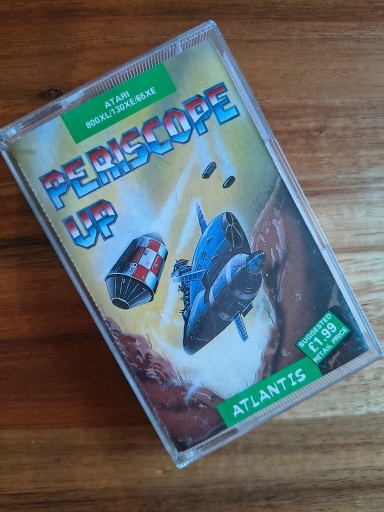 ATARI
800XL/130XE/65XE
PERISCOPE
UP
SUGGESTED
£1.99
RETAIL PRICE
ATLANTIS